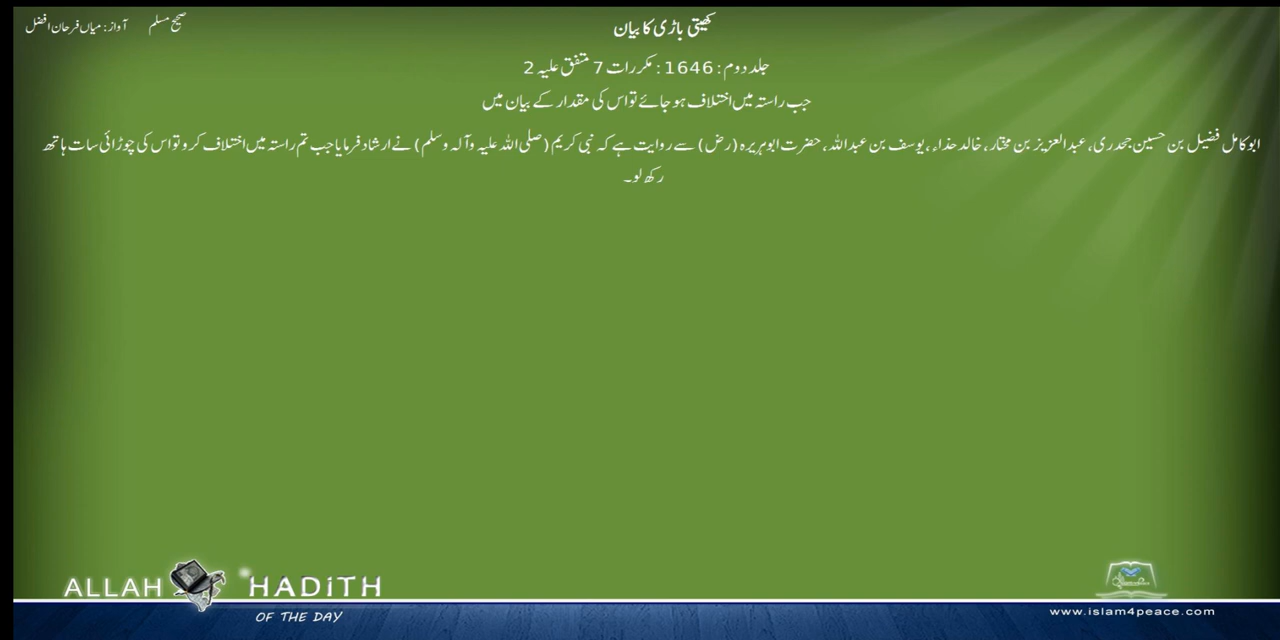 صحیح مسلم آواز: میاں فرحان افضل
کھیتی باڑی کا بیان
جلد دوم : 1646 : مکررات 7 متفق علیہ 2
جب راستہ میں اختلاف ہو جائے تو اس کی مقدار کے بیان میں
ابو کامل فضیل بن حسین جحدری، عبدالعزیز بن مختار، خالد حذاء، یوسف بن عبداللہ، حضرت ابوہریرہ (رض) سے روایت ہے کہ نبی کریم (صلی اللہ علیہ وآلہ وسلم) نے ارشاد فرمایا جب تم راستہ میں اختلاف کرو تو اس کی چوڑائی سات ہاتھ
رکھ لو۔
ALLAH HADITH
OF THE DAY
www.islam4peace.com